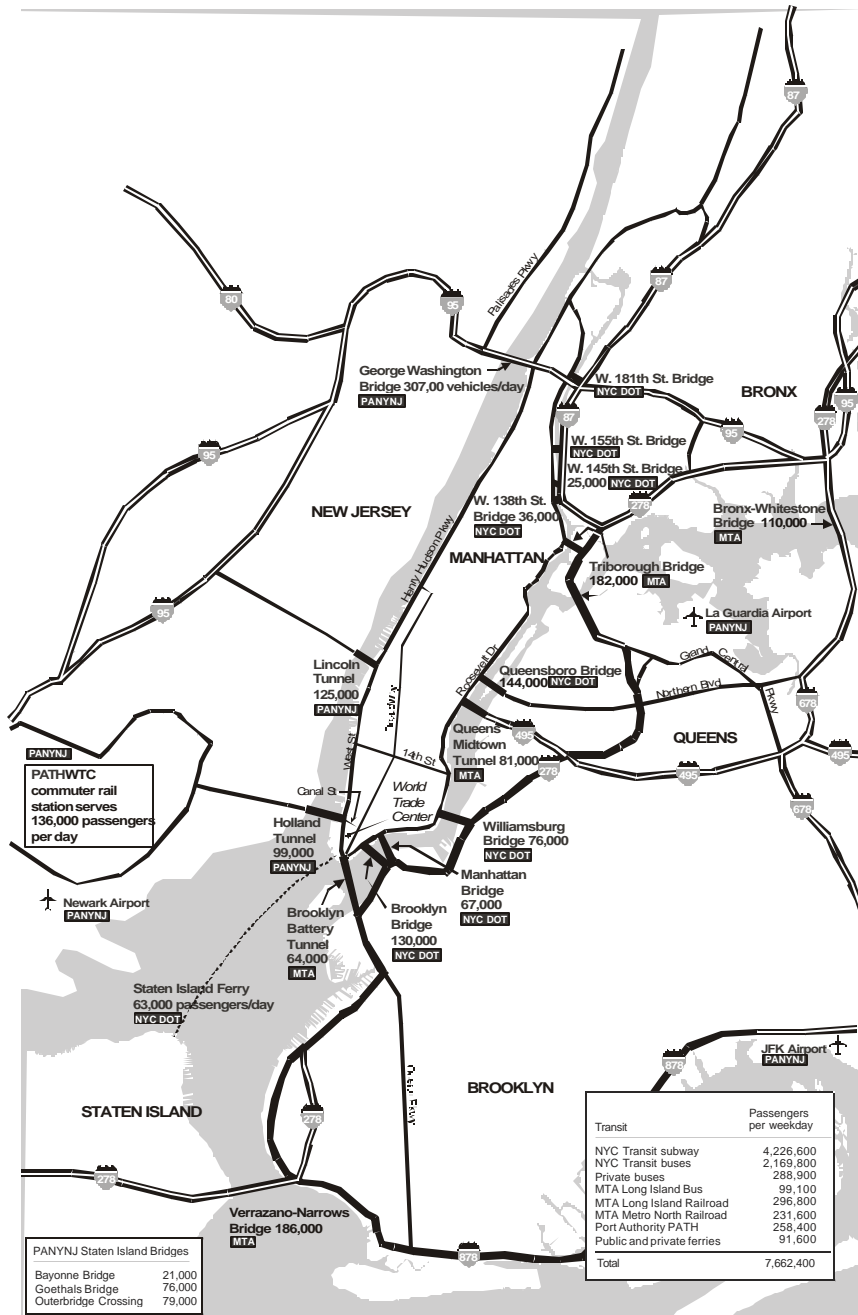 87
87
80
95
Palisades Pkwy
George Washington
Bridge 307,00 vehicles/day
PANYNJ
W. 181th St. Bridge
NYC DOT
BRONX
95
278
87
95
95
W. 155th St. Bridge
NYC DOT
W. 145th St. Bridge
25,000 NYC DOT
W. 138th St.
Bridge 36,000
NYC DOT
278
Bronx-Whitestone
Bridge 110,000
MTA
NEW JERSEY
MANHATTAN
Henry Hudson Pkwy
Triborough Bridge
182,000 MTA
95
La Guardia Airport
PANYNJ
Lincoln
Tunnel
125,000
PANYNJ
Roosevelt Dr
Queensboro Bridge
144,000 NYC DOT
Grand Central Pkwy
Northern Blvd
678
West St
14th St
Queens
Midtown
Tunnel 81,000
MTA
495
278
QUEENS
495
495
PANYNJ
PATHWTC
commuter rail
station serves
136,000 passengers
per day
Canal St
World
Trade
Center
678
Holland
Tunnel
99,000
PANYNJ
Williamsburg
Bridge 76,000
NYC DOT
Manhattan
Bridge
67,000
NYC DOT
Newark Airport
PANYNJ
Brooklyn
Battery
Tunnel
64,000
MTA
Brooklyn
Bridge
130,000
NYC DOT
Staten Island Ferry
63,000 passengers/day
NYC DOT
JFK Airport
PANYNJ
878
STATEN ISLAND
BROOKLYN
278
278
Verrazano-Narrows
Bridge 186,000
MTA
878
PANYNJ Staten Island Bridges
Bayonne Bridge 21,000
Goethals Bridge 76,000
Outerbridge Crossing 79,000
Transit Passengers per weekday
NYC Transit subway 4,226,600
NYC Transit buses 2,169,800
Private buses 288,900
MTA Long Island Bus 99,100
MTA Long Island Railroad 296,800
MTA Metro North Railroad 231,600
Port Authority PATH 258,400
Public and private ferries 91,600
Total 7,662,400